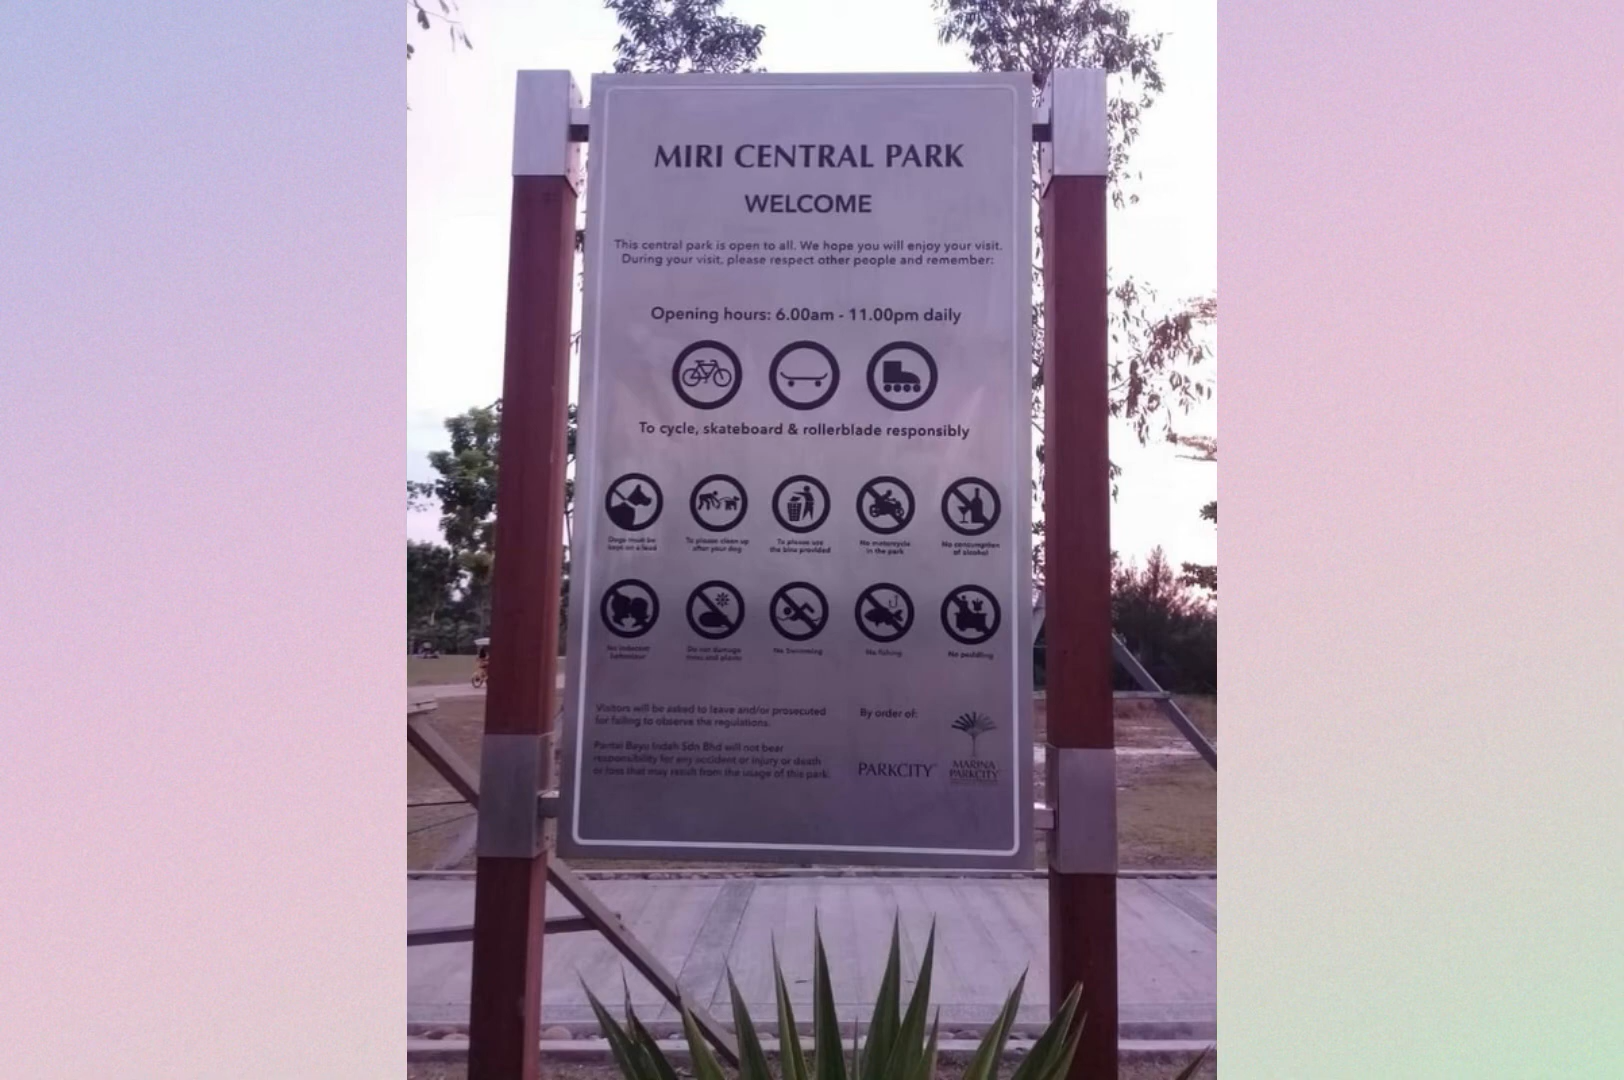 MIRI CENTRAL PARK
WELCOME
This central park is open to all. We hope you will enjoy your visit.
During your visit, please respect other people and remember:
Opening hours: 6.00am - 11.00pm daily
To cycle, skateboard & rollerblade responsibly
Dogs must be
kept on a lead
To please clean up
after your dog
To please use
the bins provided
No motorcycle
in the park
No consumption
of alcohol
No indecent
behaviour
Do not damage
trees and plants
No Swimming
No fishing
No peddling
Visitors will be asked to leave and/or prosecuted
for failing to observe the regulations.
Pantai Bayu Indah Sdn Bhd will not bear
responsibility for any accident or injury or death
or loss that may result from the usage of this park.
By order of:
PARKCITY
MARINA
PARKCITY